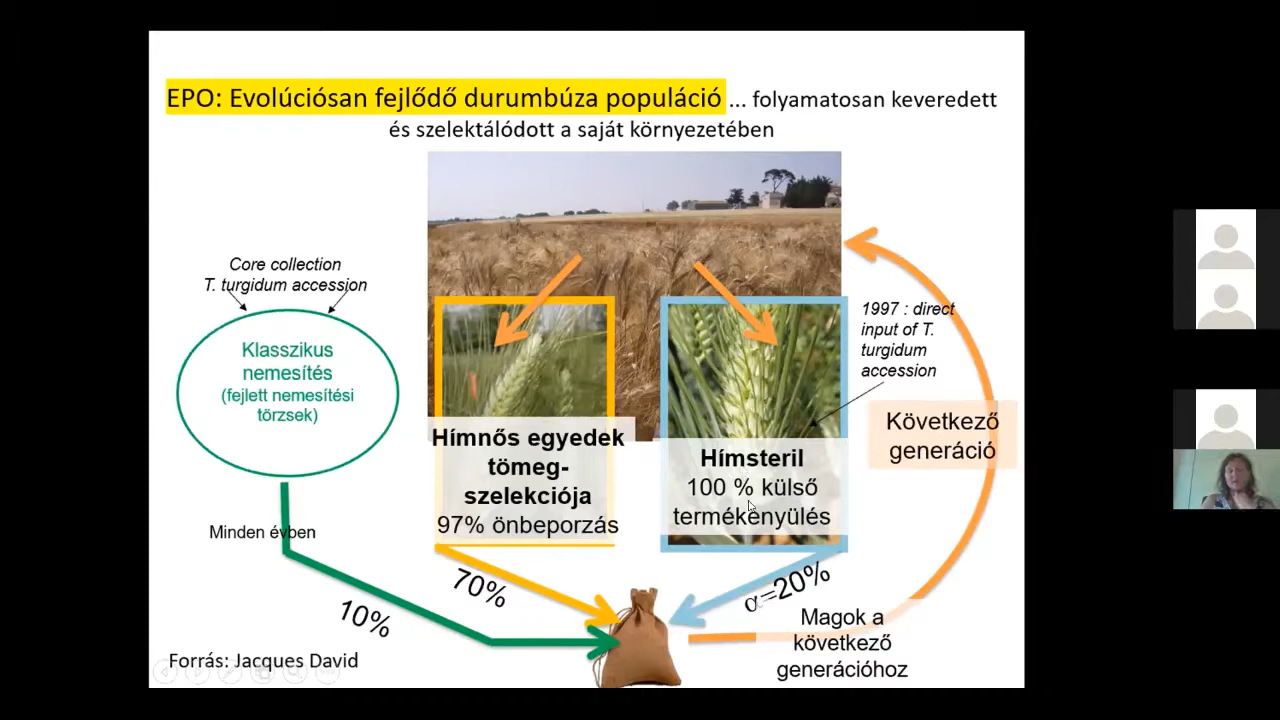 EPO: Evolúciósan fejlődő durumbúza populáció ... folyamatosan keveredett
és szelektálódott a saját környezetében
Core collection
T. turgidum accession
Klasszikus
nemesítés
(fejlett nemesítési
törzsek)
Minden évben
10%
Hímnős egyedek
tömeg-
szelekciója
97% önbeporzás
70%
Hímsteril
100 % külső
termékenyülés
α=20%
1997 : direct
input of T.
turgidum
accession
Következő
generáció
Magok a
következő
generációhoz
Forrás: Jacques David